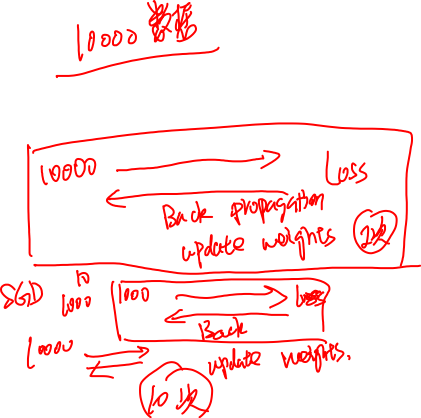 10000 数据
10000 Loss
Back propagation
update weights 2次
SGD 10
1000 1000 Loss
10000 Back
update weights.
10次